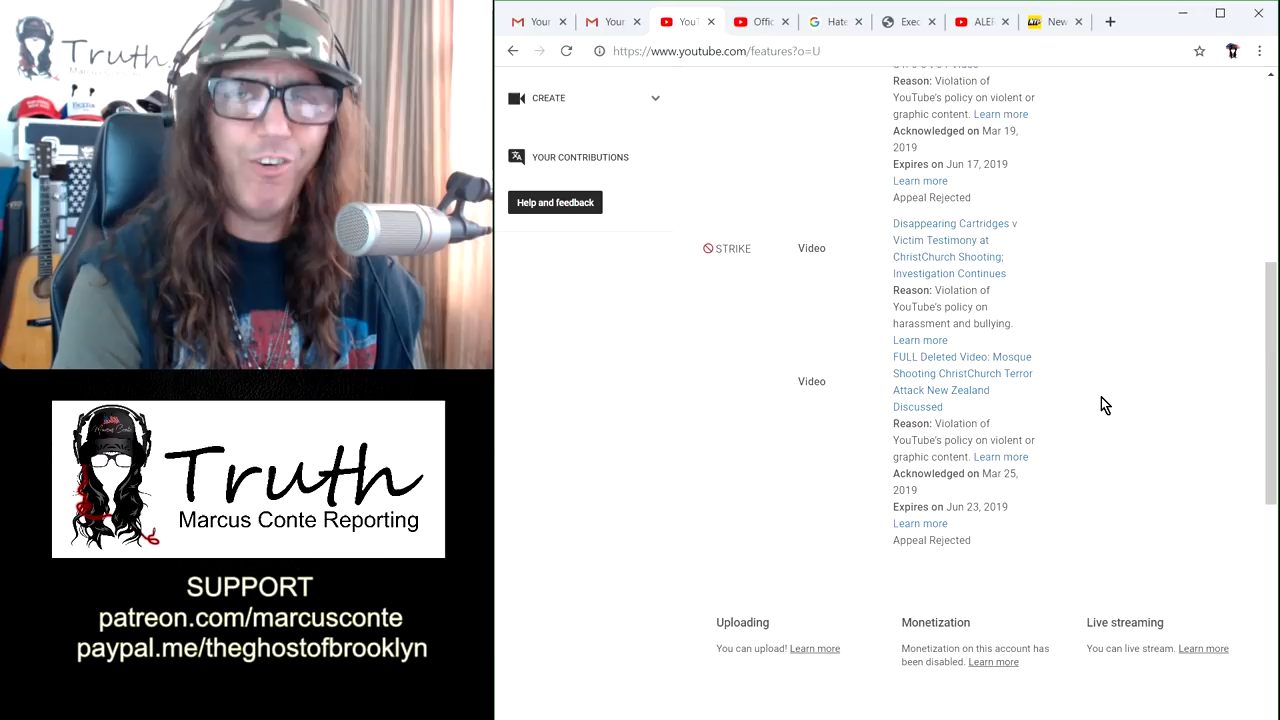 Truth
Marcus Conte
Your
Your
YouT
Offic
Hate
Exec
ALER
New
https://www.youtube.com/features?o=U
CREATE
YOUR CONTRIBUTIONS
Help and feedback
Reason: Violation of
YouTube's policy on violent or
graphic content. Learn more
Acknowledged on Mar 19,
2019
Expires on Jun 17, 2019
Learn more
Appeal Rejected
STRIKE
Video
Disappearing Cartridges v
Victim Testimony at
ChristChurch Shooting;
Investigation Continues
Reason: Violation of
YouTube's policy on
harassment and bullying.
Learn more
Video
FULL Deleted Video: Mosque
Shooting ChristChurch Terror
Attack New Zealand
Discussed
Reason: Violation of
YouTube's policy on violent or
graphic content. Learn more
Acknowledged on Mar 25,
2019
Expires on Jun 23, 2019
Learn more
Appeal Rejected
Uploading
You can upload! Learn more
Monetization
Monetization on this account has
been disabled. Learn more
Live streaming
You can live stream. Learn more
Truth
Marcus Conte Reporting
SUPPORT
patreon.com/marcusconte
paypal.me/theghostofbrooklyn